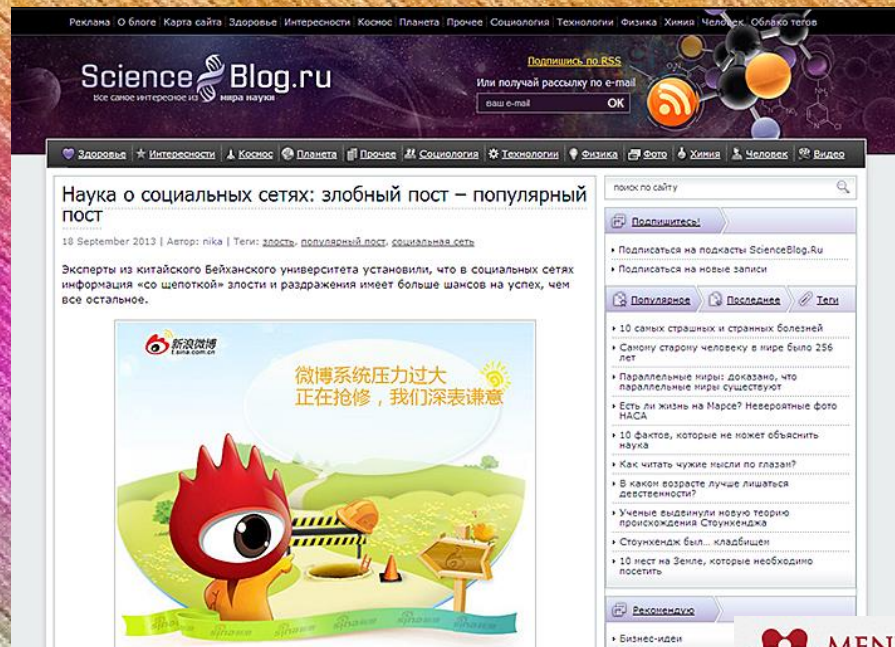 Реклама О блоге Карта сайта Здоровье Интересности Космос Планета Прочее Социология Технологии Физика Химия Человек Облако тегов
Science Blog.ru
Все самое интересное из мира науки
Подпишись по RSS
Или получай рассылку по e-mail
ваш e-mail OK
Здоровье Интересности Космос Планета Прочее Социология Технологии Физика Фото Химия Человек Видео
Наука о социальных сетях: злобный пост – популярный
пост
18 September 2013 | Автор: nika | Теги: злость, популярный пост, социальная сеть
Эксперты из китайского Бейханского университета установили, что в социальных сетях
информация «со щепоткой» злости и раздражения имеет больше шансов на успех, чем
все остальное.
新浪微博
t.sina.com.cn
微博系统压力过大
正在抢修，我们深表谦意
sina sina sina sina
поиск по сайту
Подпишитесь!
Подписаться на подкасты ScienceBlog.Ru
Подписаться на новые записи
Популярное Последнее Теги
10 самых страшных и странных болезней
Самому старому человеку в мире было 256
лет
Параллельные миры: доказано, что
параллельные миры существуют
Есть ли жизнь на Марсе? Невероятные фото
НАСА
10 фактов, которые не может объяснить
наука
Как читать чужие мысли по глазам?
В каком возрасте лучше лишаться
девственности?
Ученые выдвинули новую теорию
происхождения Стоунхенджа
Стоунхендж был... кладбищем
10 мест на Земле, которые необходимо
посетить
Рекомендую
Бизнес-идеи
MEN